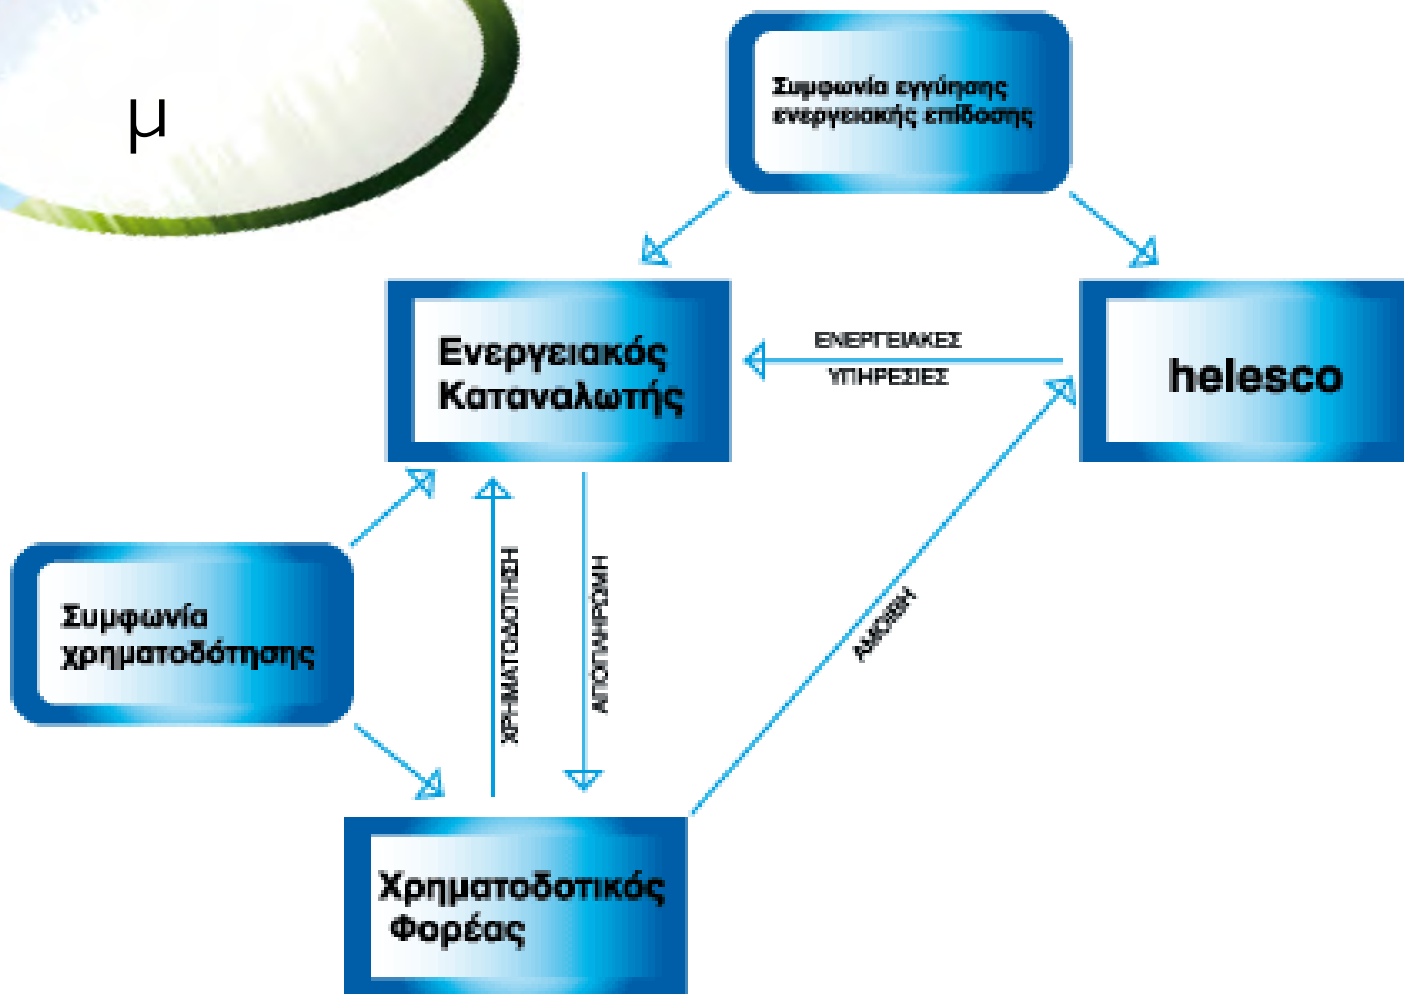 μ
Συμφωνία εγγύησης
ενεργειακής επίδοσης
Ενεργειακός
Καταναλωτής
ΕΝΕΡΓΕΙΑΚΕΣ
ΥΠΗΡΕΣΙΕΣ
helesco
Συμφωνία
χρηματοδότησης
ΧΡΗΜΑΤΟΔΟΤΗΣΗ
ΑΠΟΠΛΗΡΩΜΗ
ΑΜΟΙΒΗ
Χρηματοδοτικός
Φορέας